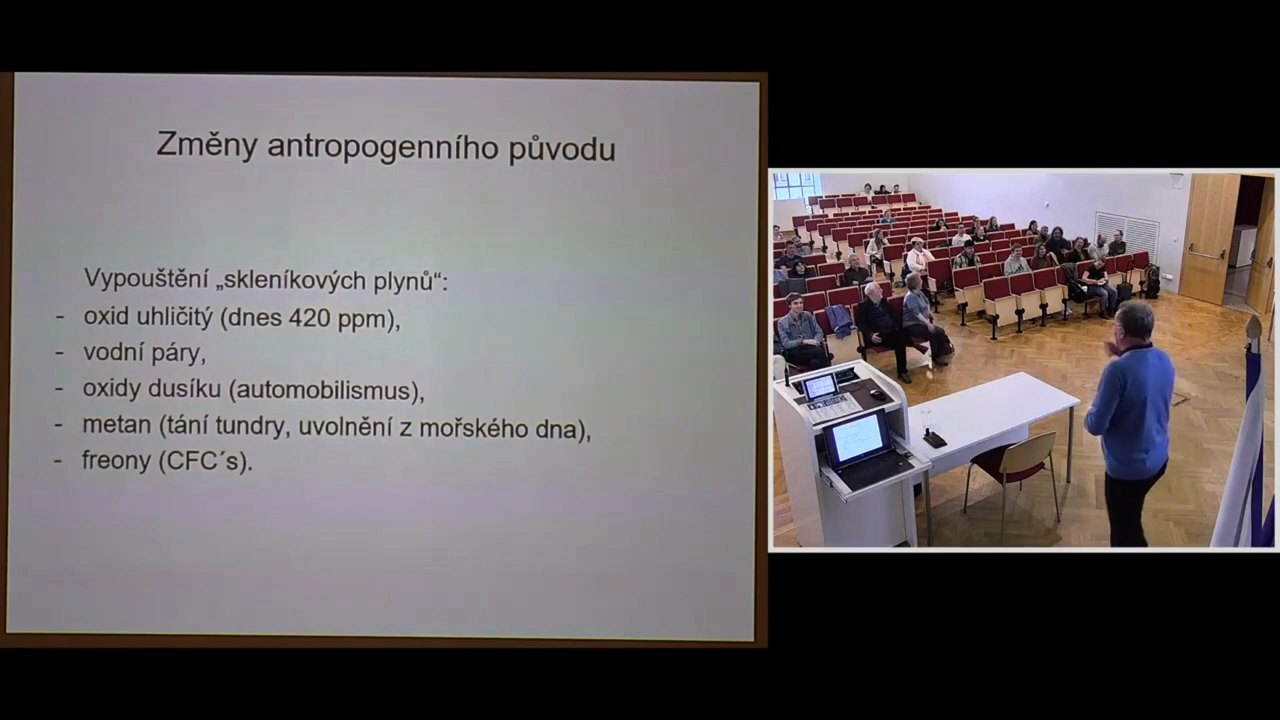 Změny antropogenního původu
Vypouštění „skleníkových plynů“:
- oxid uhličitý (dnes 420 ppm),
- vodní páry,
- oxidy dusíku (automobilismus),
- metan (tání tundry, uvolnění z mořského dna),
- freony (CFC´s).